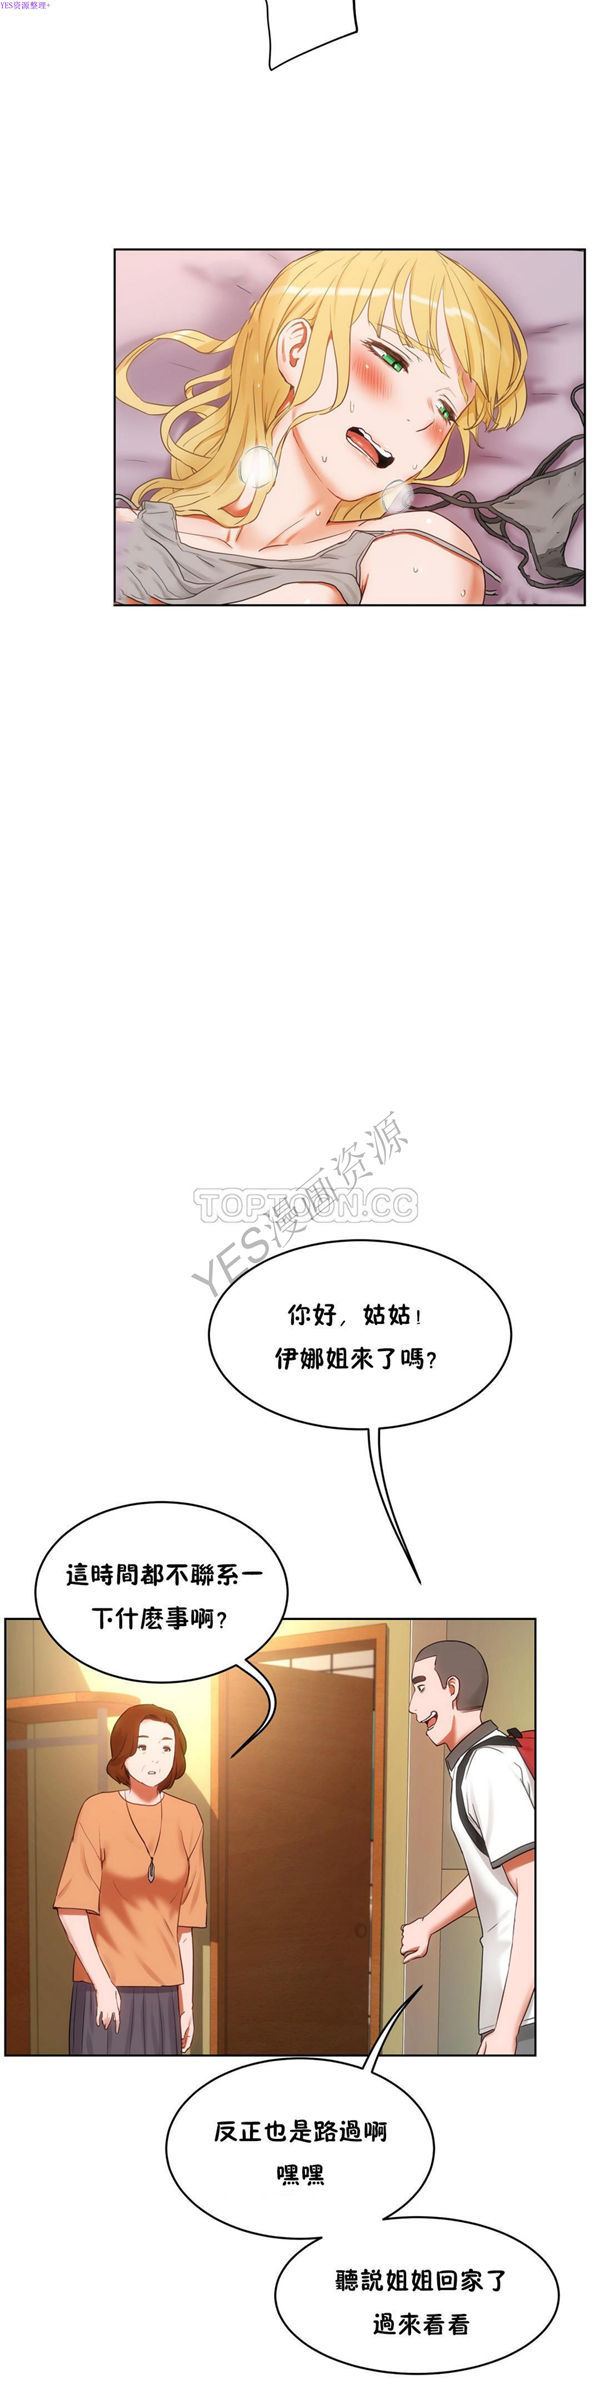 YES资源整理+
TOPTOON.CC
YES漫画资源
你好，姑姑！
伊娜姐來了嗎？
這時間都不聯系一
下什麽事啊？
反正也是路過啊
嘿嘿
聽説姐姐回家了
過來看看